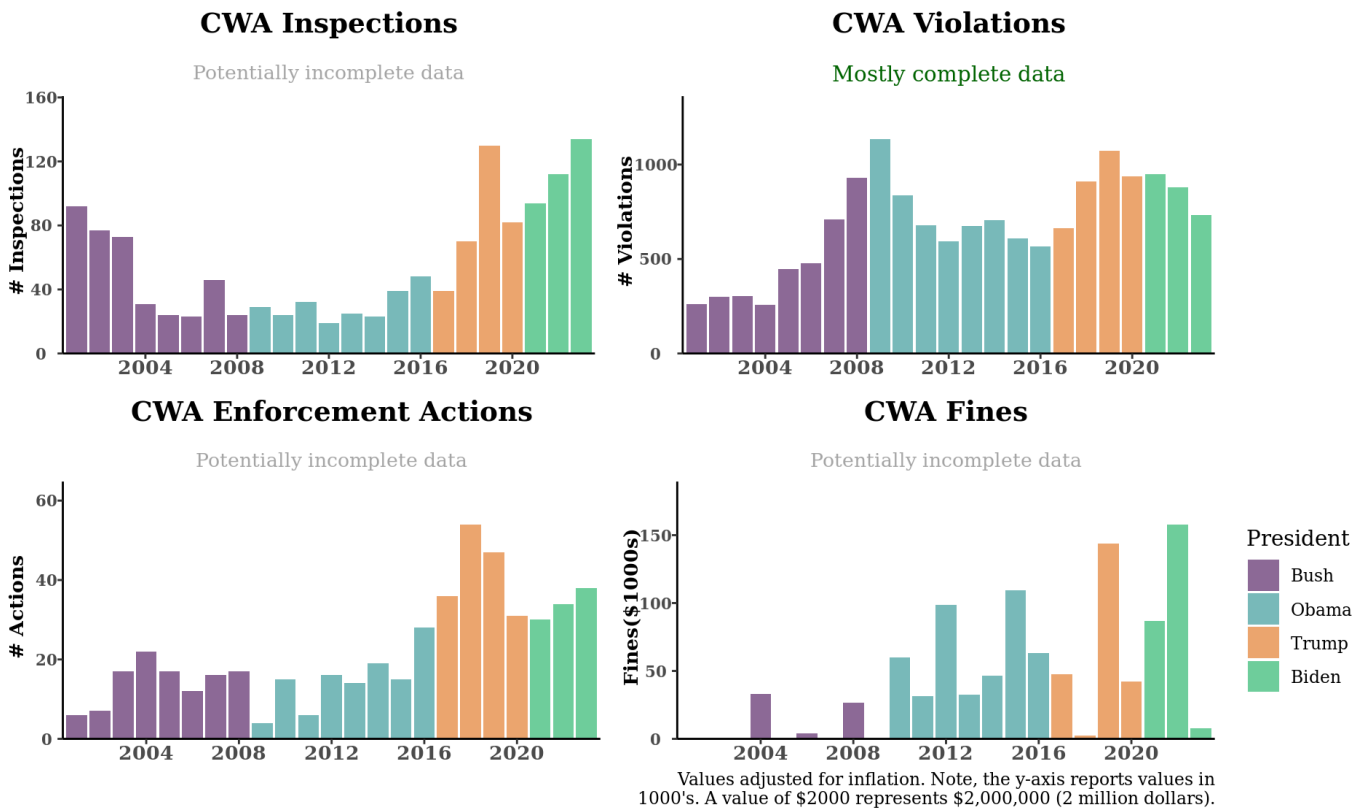 CWA Inspections
Potentially incomplete data
# Inspections
160
120
80
40
0
2004
2008
2012
2016
2020
CWA Violations
Mostly complete data
# Violations
1000
500
0
2004
2008
2012
2016
2020
CWA Enforcement Actions
Potentially incomplete data
# Actions
60
40
20
0
2004
2008
2012
2016
2020
CWA Fines
Potentially incomplete data
Fines($1000s)
150
100
50
0
2004
2008
2012
2016
2020
President
Bush
Obama
Trump
Biden
Values adjusted for inflation. Note, the y-axis reports values in
1000's. A value of $2000 represents $2,000,000 (2 million dollars).